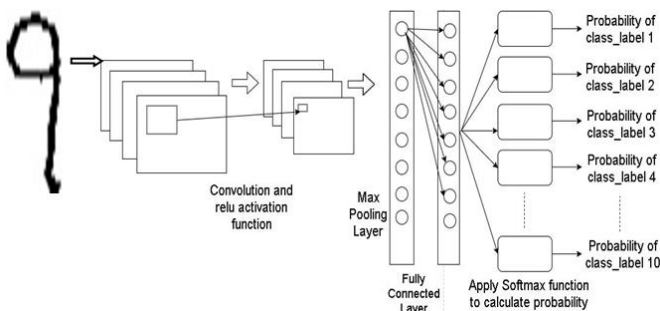 Probability of
class_label 1
Probability of
class_label 2
Probability of
class_label 3
Probability of
class_label 4
Probability of
class_label 10
Convolution and
relu activation
function
Max
Pooling
Layer
Fully
Connected
Layer
Apply Softmax function
to calculate probability